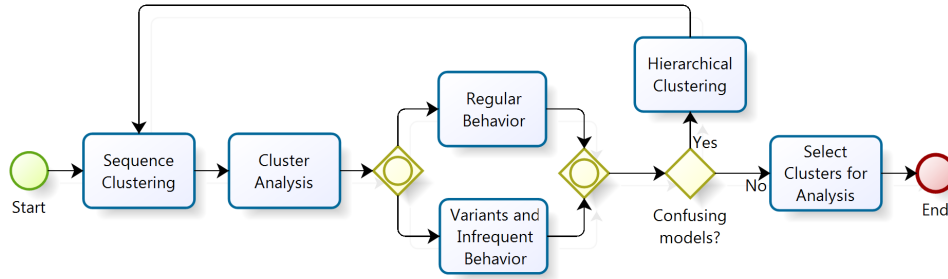 Start
Sequence
Clustering
Cluster
Analysis
Regular
Behavior
Variants and
Infrequent
Behavior
Confusing
models?
Yes
Hierarchical
Clustering
No
Select
Clusters for
Analysis
End